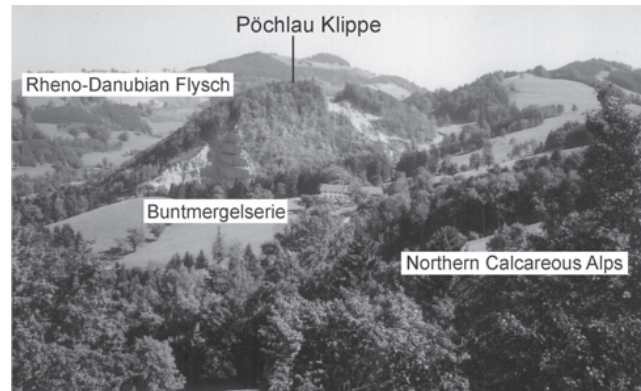 Pöchlau Klippe
Rheno-Danubian Flysch
Buntmergelserie
Northern Calcareous Alps